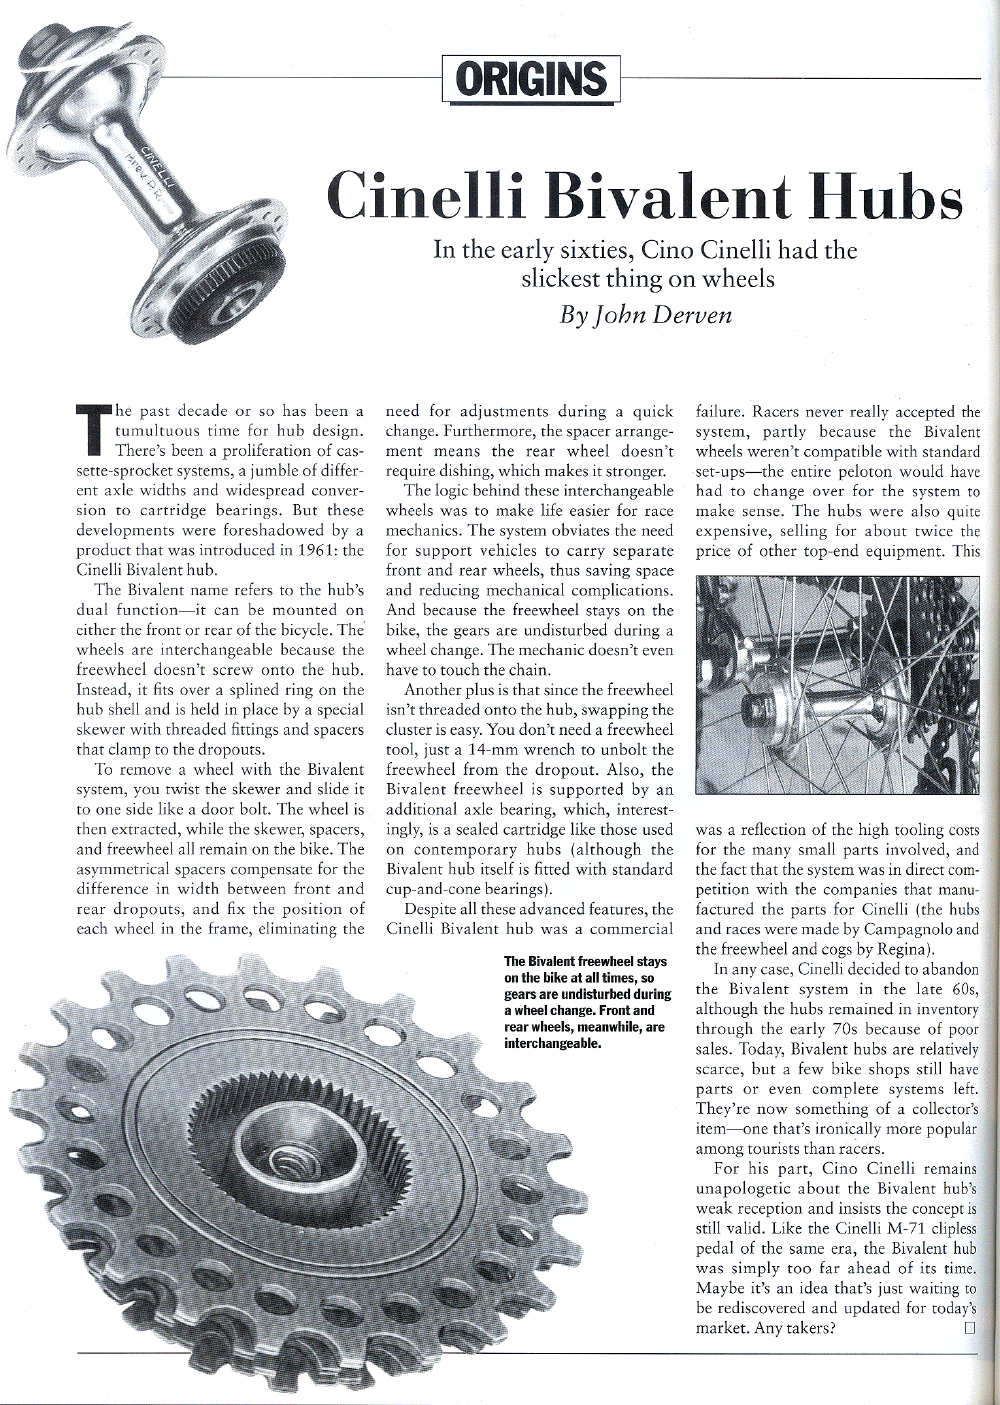 CINELLI
Brev.
ORIGINS
Cinelli Bivalent Hubs
In the early sixties, Cino Cinelli had the
slickest thing on wheels
By John Derven
The past decade or so has been a
tumultuous time for hub design.
There's been a proliferation of cas-
sette-sprocket systems, a jumble of differ-
ent axle widths and widespread conver-
sion to cartridge bearings. But these
developments were foreshadowed by a
product that was introduced in 1961: the
Cinelli Bivalent hub.
The Bivalent name refers to the hub's
dual function—it can be mounted on
either the front or rear of the bicycle. The
wheels are interchangeable because the
freewheel doesn't screw onto the hub.
Instead, it fits over a splined ring on the
hub shell and is held in place by a special
skewer with threaded fittings and spacers
that clamp to the dropouts.
To remove a wheel with the Bivalent
system, you twist the skewer and slide it
to one side like a door bolt. The wheel is
then extracted, while the skewer, spacers,
and freewheel all remain on the bike. The
asymmetrical spacers compensate for the
difference in width between front and
rear dropouts, and fix the position of
each wheel in the frame, eliminating the
need for adjustments during a quick
change. Furthermore, the spacer arrange-
ment means the rear wheel doesn't
require dishing, which makes it stronger.
The logic behind these interchangeable
wheels was to make life easier for race
mechanics. The system obviates the need
for support vehicles to carry separate
front and rear wheels, thus saving space
and reducing mechanical complications.
And because the freewheel stays on the
bike, the gears are undisturbed during a
wheel change. The mechanic doesn't even
have to touch the chain.
Another plus is that since the freewheel
isn't threaded onto the hub, swapping the
cluster is easy. You don't need a freewheel
tool, just a 14-mm wrench to unbolt the
freewheel from the dropout. Also, the
Bivalent freewheel is supported by an
additional axle bearing, which, interest-
ingly, is a sealed cartridge like those used
on contemporary hubs (although the
Bivalent hub itself is fitted with standard
cup-and-cone bearings).
Despite all these advanced features, the
Cinelli Bivalent hub was a commercial
failure. Racers never really accepted the
system, partly because the Bivalent
wheels weren't compatible with standard
set-ups—the entire peloton would have
had to change over for the system to
make sense. The hubs were also quite
expensive, selling for about twice the
price of other top-end equipment. This
was a reflection of the high tooling costs
for the many small parts involved, and
the fact that the system was in direct com-
petition with the companies that manu-
factured the parts for Cinelli (the hubs
and races were made by Campagnolo and
the freewheel and cogs by Regina).
In any case, Cinelli decided to abandon
the Bivalent system in the late 60s,
although the hubs remained in inventory
through the early 70s because of poor
sales. Today, Bivalent hubs are relatively
scarce, but a few bike shops still have
parts or even complete systems left.
They're now something of a collector's
item—one that's ironically more popular
among tourists than racers.
For his part, Cino Cinelli remains
unapologetic about the Bivalent hub's
weak reception and insists the concept is
still valid. Like the Cinelli M-71 clipless
pedal of the same era, the Bivalent hub
was simply too far ahead of its time.
Maybe it's an idea that's just waiting to
be rediscovered and updated for today's
market. Any takers?
The Bivalent freewheel stays
on the bike at all times, so
gears are undisturbed during
a wheel change. Front and
rear wheels, meanwhile, are
interchangeable.